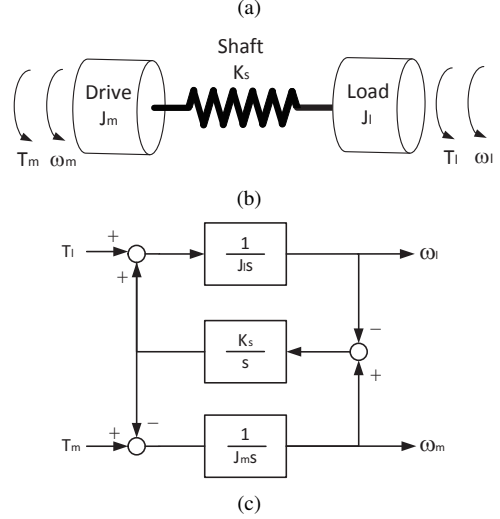 (a)
Shaft
Ks
Drive
Jm
Load
Jl
Tm ωm
Tl ωl
(b)
Tl + + 1 ωl
Jls
−
Ks
s
+
Tm + − 1 ωm
Jms
(c)